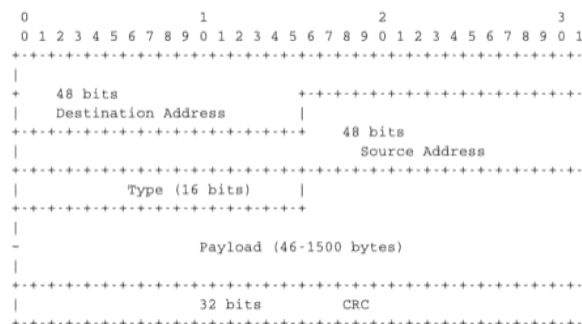 0 1 2 3
0 1 2 3 4 5 6 7 8 9 0 1 2 3 4 5 6 7 8 9 0 1 2 3 4 5 6 7 8 9 0 1
48 bits
Destination Address
48 bits
Source Address
Type (16 bits)
Payload (46-1500 bytes)
32 bits CRC